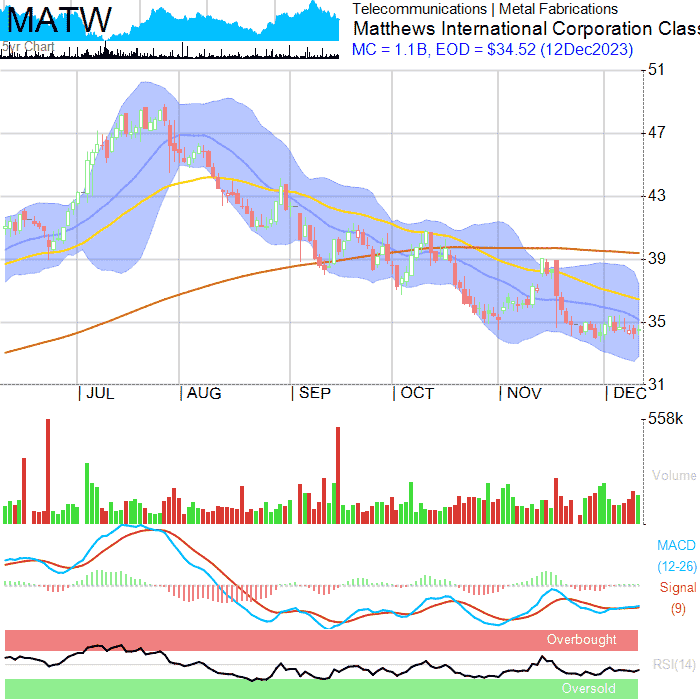 MATW
5yr Chart
Telecommunications | Metal Fabrications
Matthews International Corporation Clas
MC = 1.1B, EOD = $34.52 (12Dec2023)
51
47
43
39
35
31
JUL AUG SEP OCT NOV DEC
558k
Volume
MACD
(12-26)
Signal
(9)
Overbought
RSI(14)
Oversold